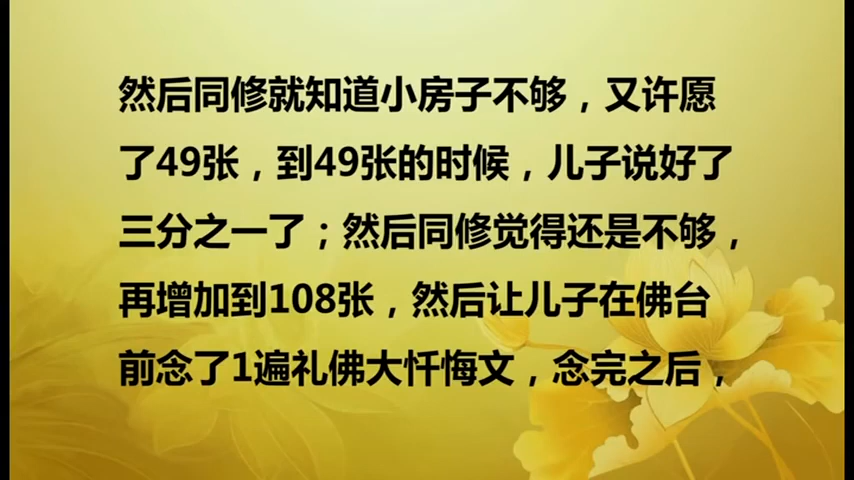 然后同修就知道小房子不够，又许愿
了49张，到49张的时候，儿子说好了
三分之一了；然后同修觉得还是不够，
再增加到108张，然后让儿子在佛台
前念了1遍礼佛大忏悔文，念完之后，